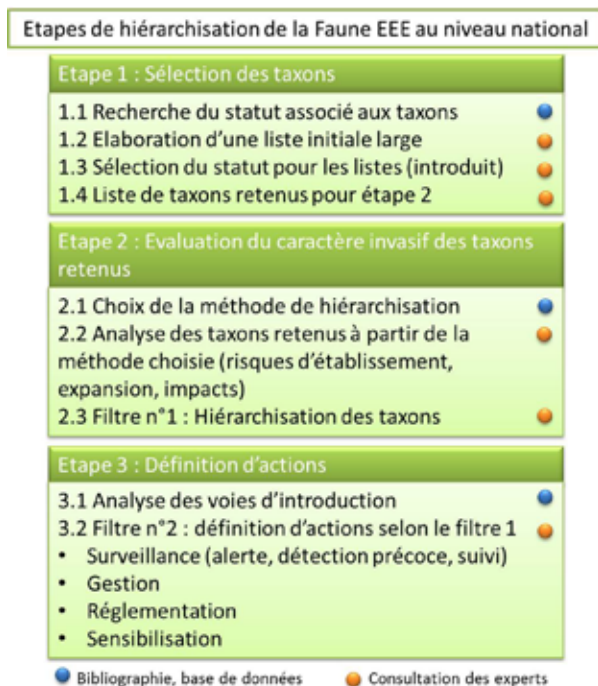 Etapes de hiérarchisation de la Faune EEE au niveau national
Etape 1 : Sélection des taxons
1.1 Recherche du statut associé aux taxons
1.2 Elaboration d'une liste initiale large
1.3 Sélection du statut pour les listes (introduit)
1.4 Liste de taxons retenus pour étape 2
Etape 2 : Evaluation du caractère invasif des taxons
retenus
2.1 Choix de la méthode de hiérarchisation
2.2 Analyse des taxons retenus à partir de la
méthode choisie (risques d'établissement,
expansion, impacts)
2.3 Filtre n°1 : Hiérarchisation des taxons
Etape 3 : Définition d'actions
3.1 Analyse des voies d'introduction
3.2 Filtre n°2 : définition d'actions selon le filtre 1
• Surveillance (alerte, détection précoce, suivi)
• Gestion
• Réglementation
• Sensibilisation
Bibliographie, base de données Consultation des experts